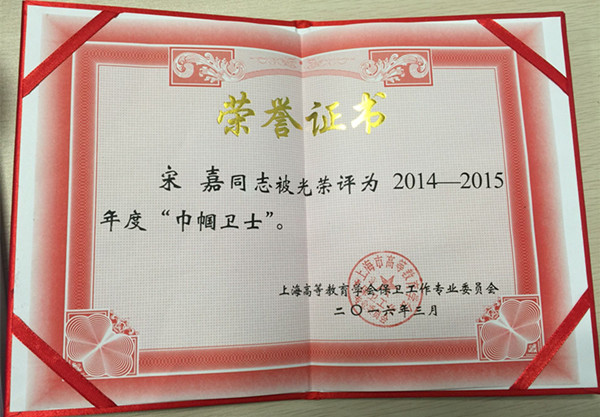 荣誉证书
宋 嘉同志被光荣评为 2014—2015
年度“巾帼卫士”。
上海高等教育学会保卫工作专业委员会
二〇一六年三月